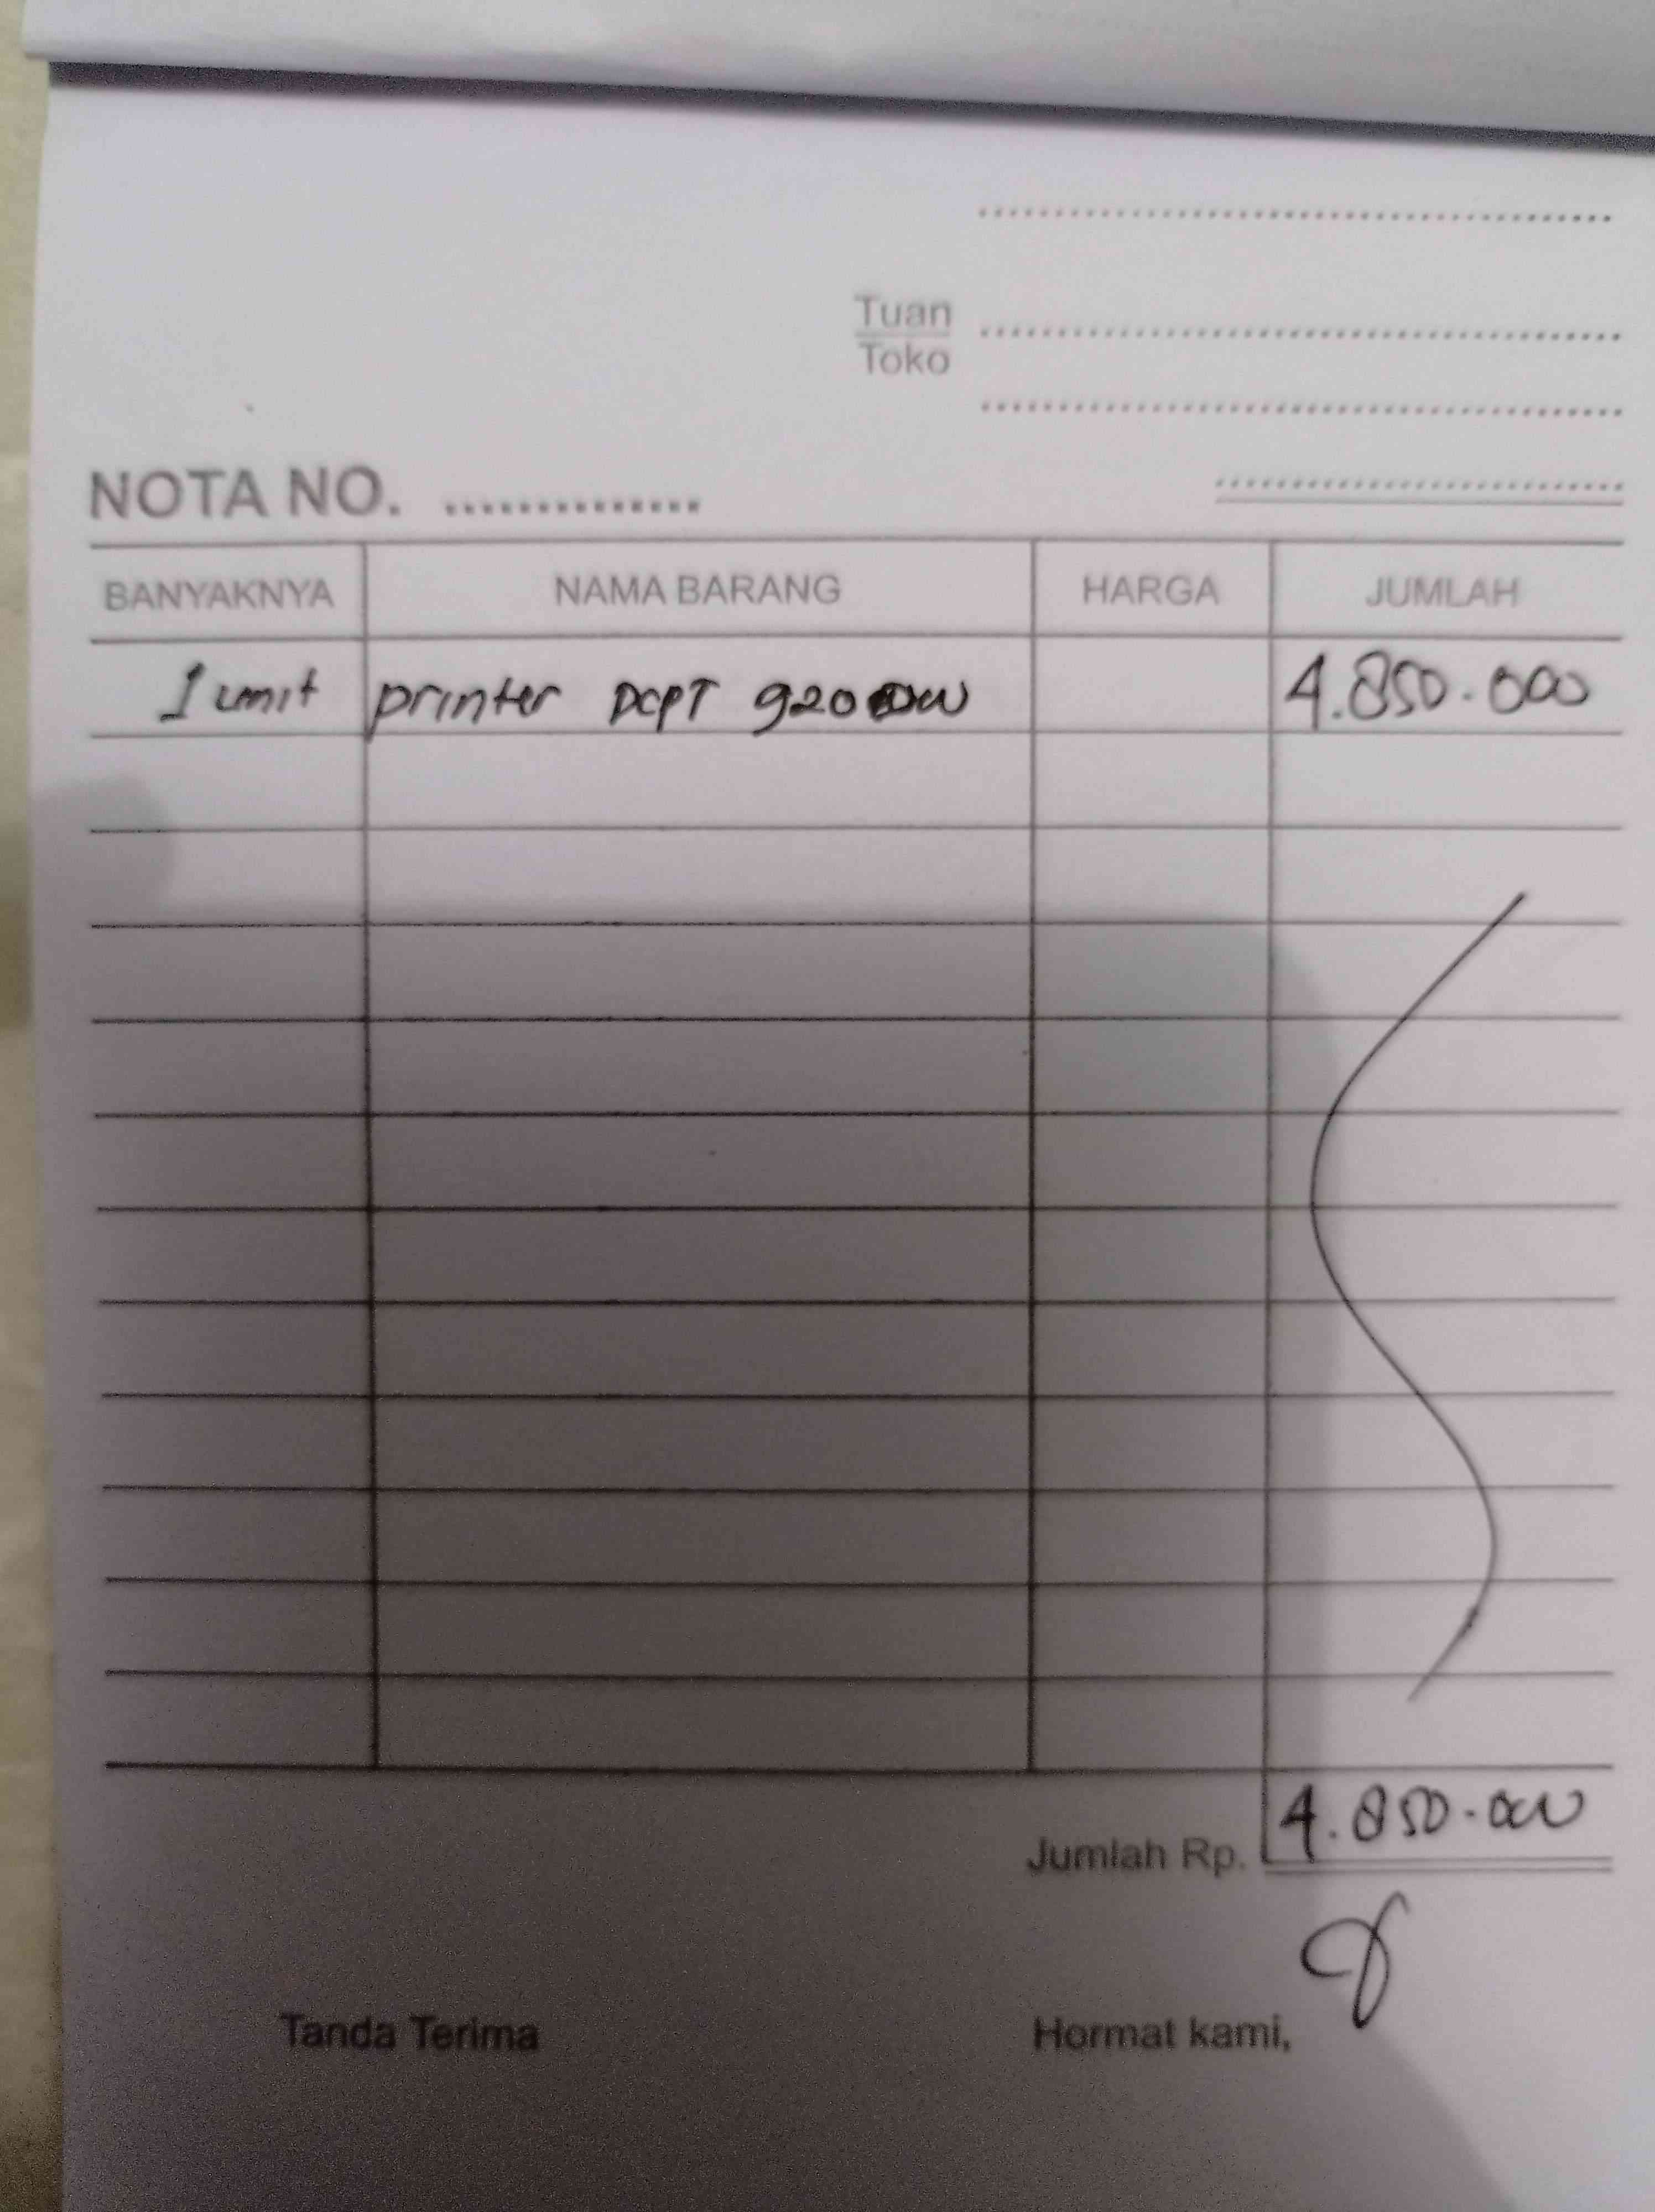 Tuan
Toko
NOTA NO. ..............
BANYAKNYA NAMA BARANG HARGA JUMLAH
1 unit printer DCPT 920DW 4.850.000
Jumlah Rp. 4.850.000
Tanda Terima Hormat kami,